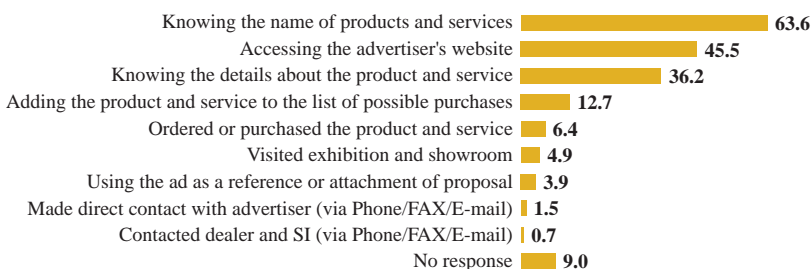 Knowing the name of products and services 63.6
Accessing the advertiser's website 45.5
Knowing the details about the product and service 36.2
Adding the product and service to the list of possible purchases 12.7
Ordered or purchased the product and service 6.4
Visited exhibition and showroom 4.9
Using the ad as a reference or attachment of proposal 3.9
Made direct contact with advertiser (via Phone/FAX/E-mail) 1.5
Contacted dealer and SI (via Phone/FAX/E-mail) 0.7
No response 9.0